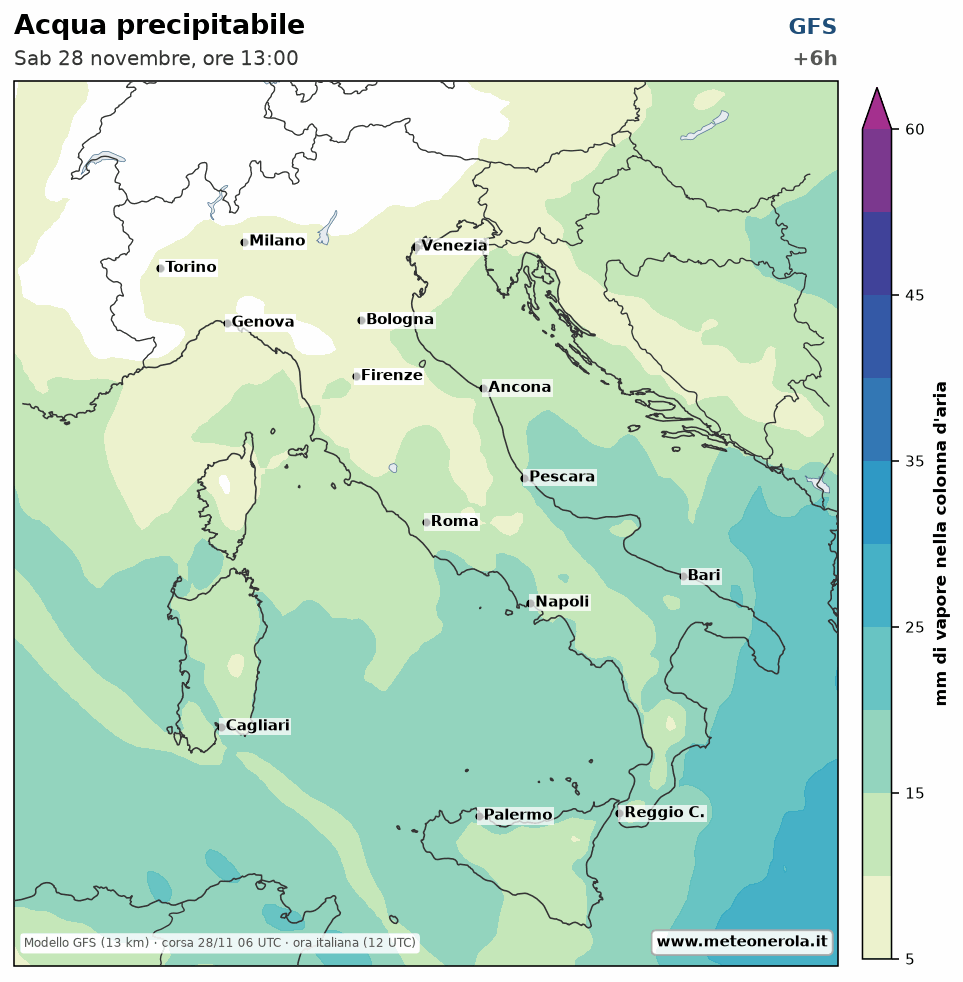 Acqua precipitabile
GFS
Sab 28 novembre, ore 13:00
+6h
Milano
Venezia
Torino
Genova
Bologna
Firenze
Ancona
Pescara
Roma
Bari
Napoli
Cagliari
Palermo
Reggio C.
60
45
35
25
15
5
mm di vapore nella colonna d'aria
Modello GFS (13 km) · corsa 28/11 06 UTC · ora italiana (12 UTC)
www.meteonerola.it